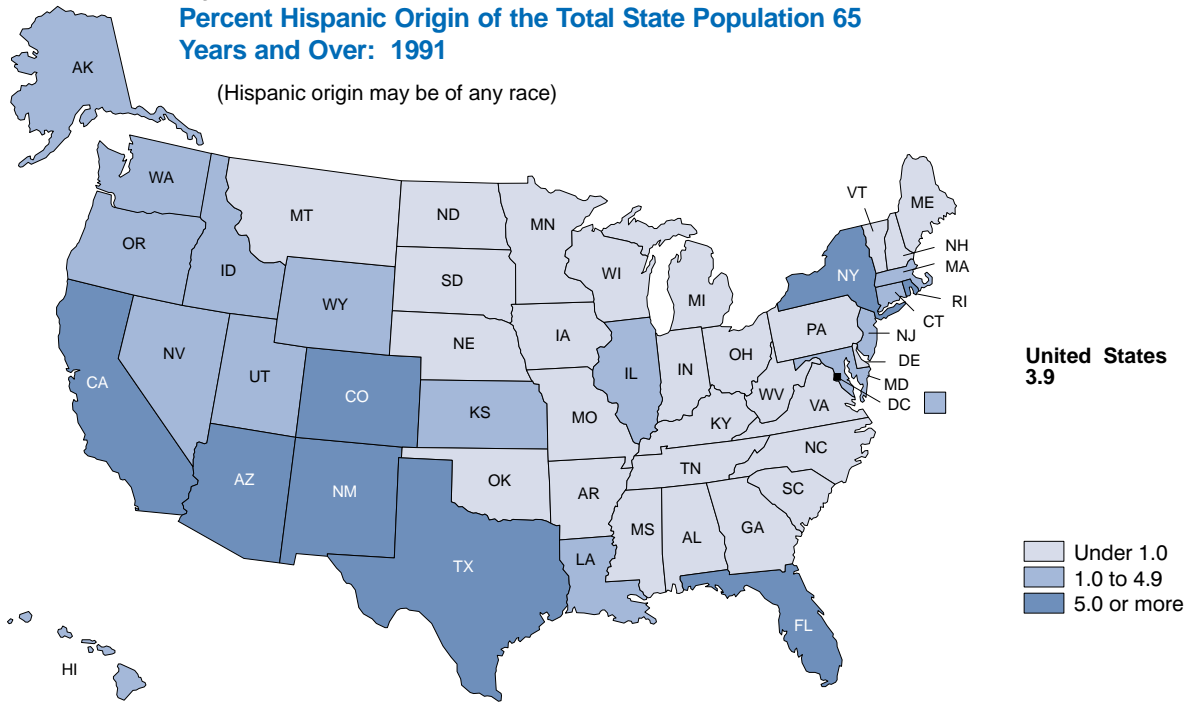 Percent Hispanic Origin of the Total State Population 65
Years and Over: 1991
(Hispanic origin may be of any race)
AK
WA
OR
ID
MT
WY
NV
UT
CA
CO
AZ
NM
ND
SD
NE
KS
OK
TX
MN
IA
MO
AR
LA
WI
IL
MI
IN
OH
KY
TN
MS
AL
GA
FL
SC
NC
VA
WV
PA
NY
VT
ME
NH
MA
RI
CT
NJ
DE
MD
DC
HI
United States
3.9
Under 1.0
1.0 to 4.9
5.0 or more